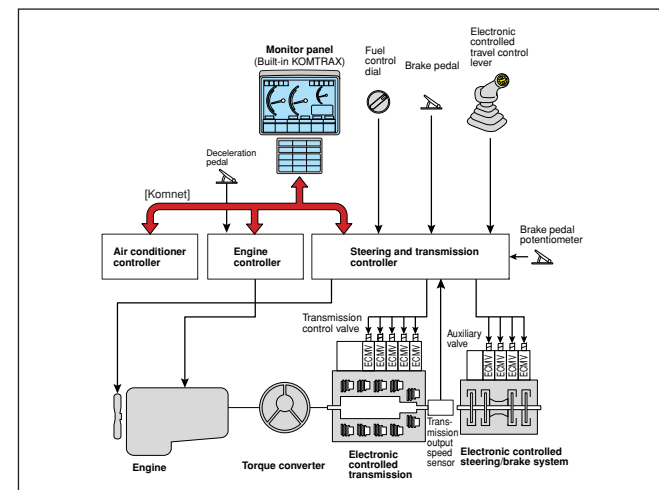 Monitor panel
(Built-in KOMTRAX)
Fuel
control
dial
Brake pedal
Electronic
controlled
travel control
lever
Deceleration
pedal
[Komnet]
Air conditioner
controller
Engine
controller
Steering and transmission
controller
Brake pedal
potentiometer
Transmission
control valve
ECMV
ECMV
ECMV
ECMV
ECMV
Auxiliary
valve
ECMV
ECMV
ECMV
ECMV
Engine
Torque converter
Electronic
controlled
transmission
Trans-
mission
output
speed
sensor
Electronic controlled
steering/brake system